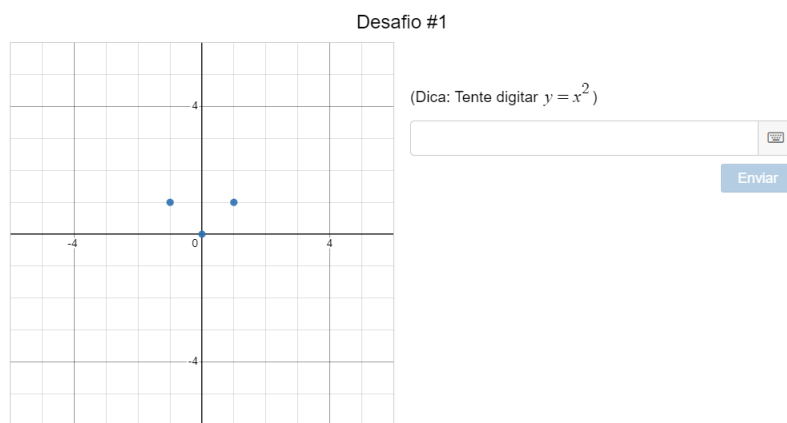 Desafio #1
4
(Dica: Tente digitar y = x²)
Enviar
-4 0 4
-4